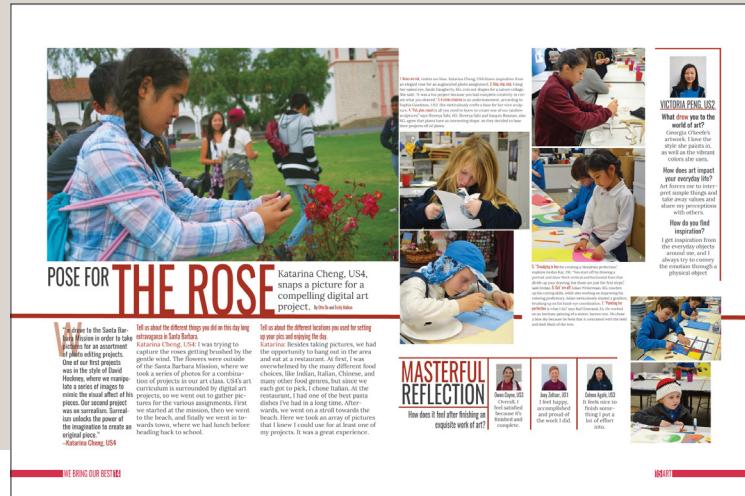 POSE FOR THE ROSE
Katarina Cheng, US4,
snaps a picture for a
compelling digital art
project.
"We drove to the Santa Bar-
bara Mission in order to take
pictures for an assortment
of photo editing projects.
One of our first projects
was in the style of David
Hockney, where we manipu-
late a series of images to
mimic the visual affect of his
pieces. Our second project
was on surrealism. Surreal-
ism unlocks the power of
the imagination to create an
original piece."
–Katarina Cheng, US4
Tell us about the different things you did on this day long
extravaganza in Santa Barbara.
Katarina Cheng, US4: I was trying to
capture the roses getting brushed by the
gentle wind. The flowers were outside
of the Santa Barbara Mission, where we
took a series of photos for a combina-
tion of projects in our art class. US4's art
curriculum is surrounded by digital art
projects, so we went out to gather pic-
tures for the various assignments. First
we started at the mission, then we went
to the beach, and finally we went in to-
wards town, where we had lunch before
heading back to school.
Tell us about the different locations you used for setting
up your pics and enjoying the day.
Katarina: Besides taking pictures, we had
the opportunity to hang out in the area
and eat at a restaurant. At first, I was
overwhelmed by the many different food
choices, like Indian, Italian, Chinese, and
many other food genres, but since we
each got to pick, I chose Italian. At the
restaurant, I had one of the best pasta
dishes I've had in a long time. After-
wards, we went on a stroll towards the
beach. Here we took an array of pictures
that I knew I could use for at least one of
my projects. It was a great experience.
WE BRING OUR BEST 14
MASTERFUL
REFLECTION
How does it feel after finishing an
exquisite work of art?
Owen Coyne, US3
Overall, I
feel satisfied
because it's
finished and
complete.
Joey Zoltzar, US1
I feel happy,
accomplished
and proud of
the work I did.
It feels nice to
finish some-
thing I put a
lot of effort
into.
VICTORIA PENG, US2
What drew you to the
world of art?
Georgia O'Keefe's
artwork. I love the
style she paints in,
as well as the vibrant
colors she uses.
How does art impact
your everyday life?
Art forces me to inter-
pret simple things and
take away values and
share my perceptions
with others.
How do you find
inspiration?
I get inspiration from
the everyday objects
around me, and I
always try to convey
the emotion through a
physical object
15 ART